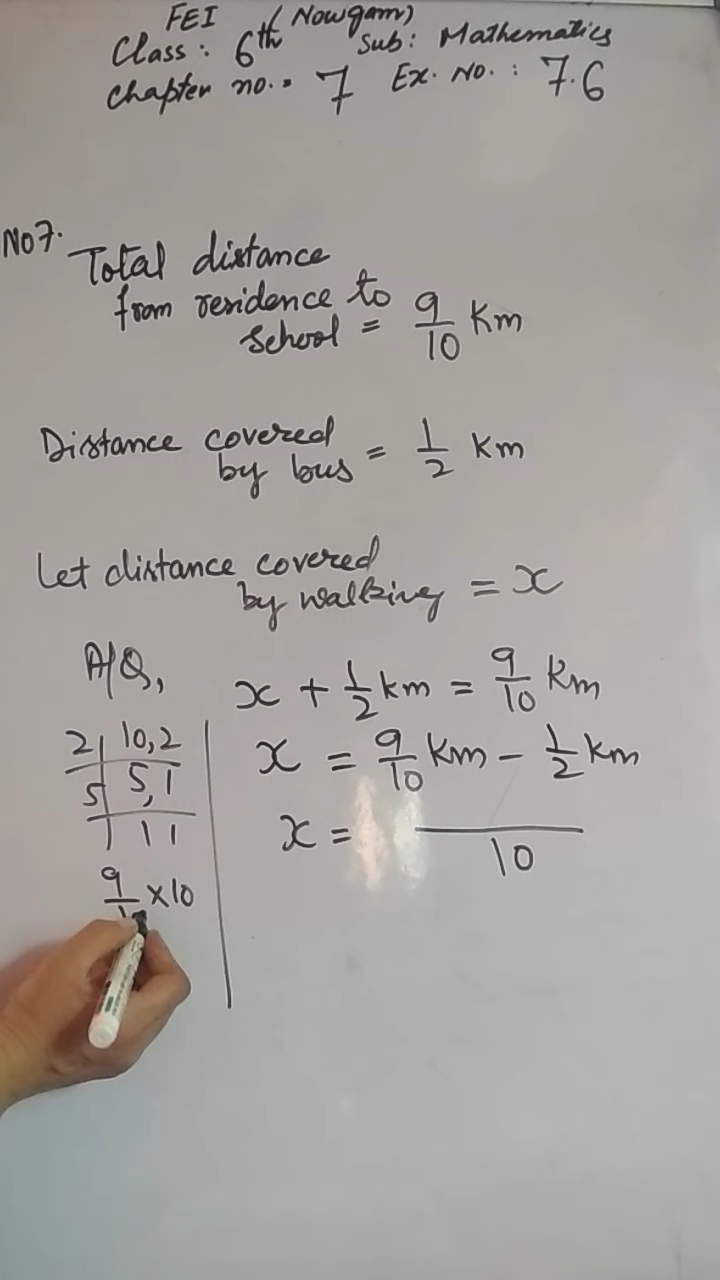 FEI (Nowgam)
Class: 6th Sub: Mathematics
Chapter no.: 7 Ex. No.: 7.6
No7.
Total distance
from residence to
school = 9/10 Km
Distance covered
by bus = 1/2 Km
Let distance covered
by walking = x
A/Q,
x + 1/2 km = 9/10 Km
x = 9/10 Km - 1/2 km
x = /10
2 | 10,2
5 | 5,1
| 1 1
9/ × 10